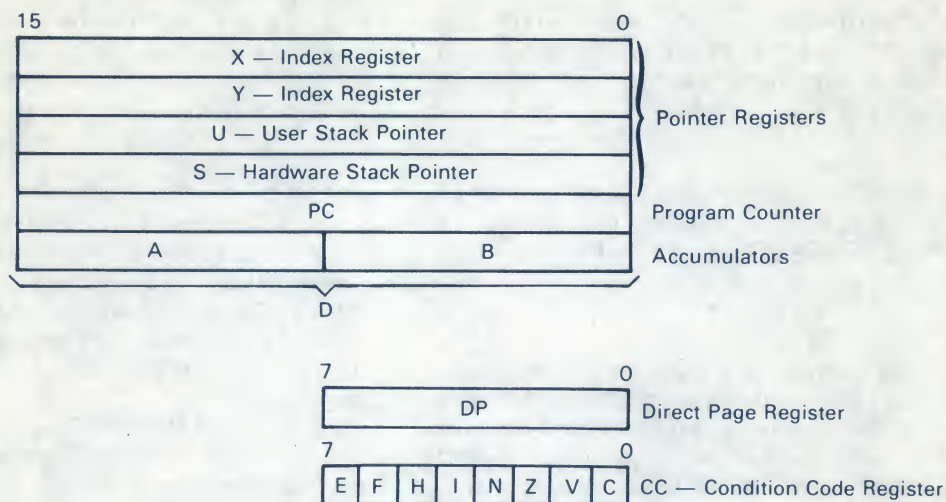 15 0
X — Index Register
Y — Index Register
U — User Stack Pointer
S — Hardware Stack Pointer
Pointer Registers
PC
Program Counter
A B
Accumulators
D
7 0
DP
Direct Page Register
7 0
E F H I N Z V C
CC — Condition Code Register